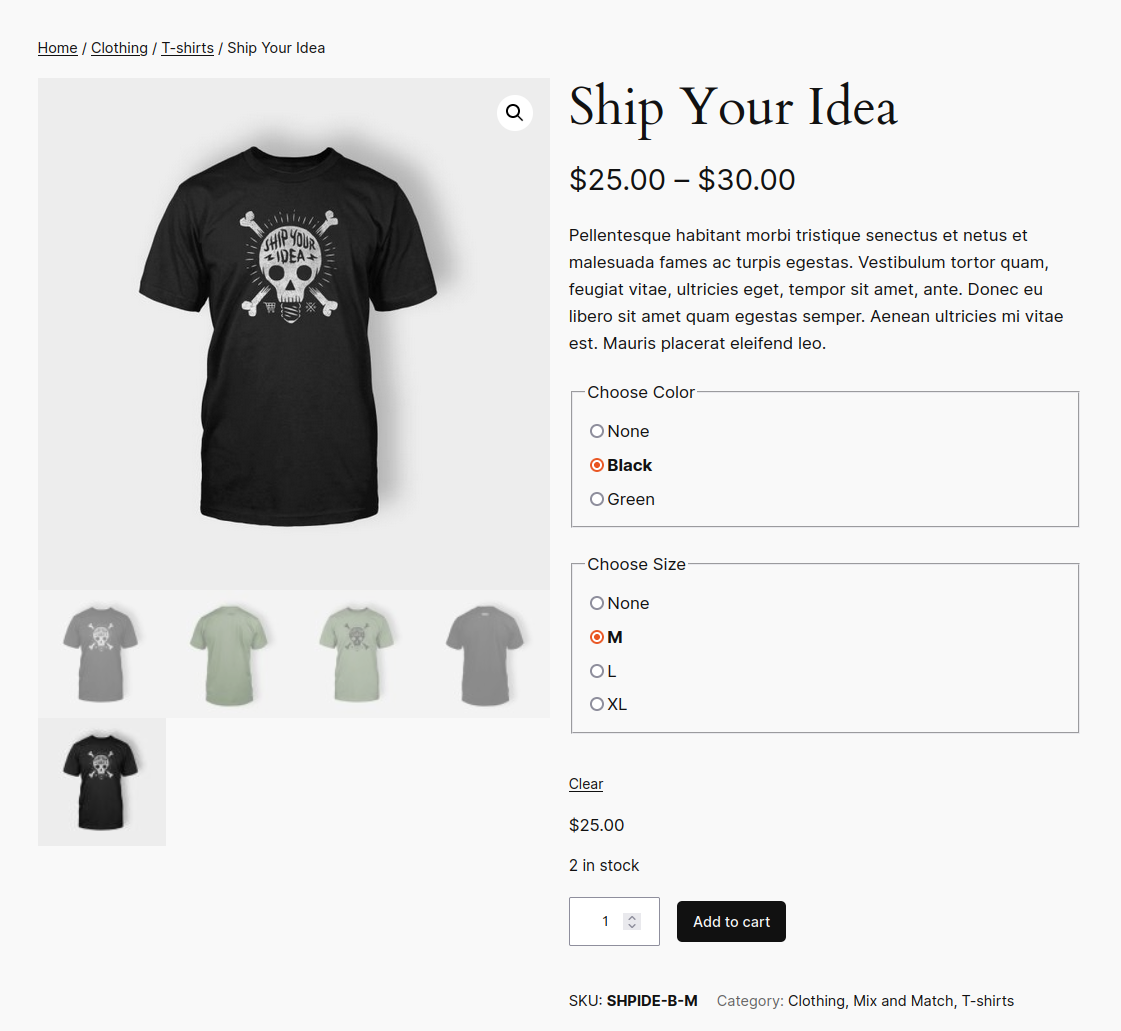 Home / Clothing / T-shirts / Ship Your Idea
SHIP YOUR
IDEA
Ship Your Idea
$25.00 – $30.00
Pellentesque habitant morbi tristique senectus et netus et
malesuada fames ac turpis egestas. Vestibulum tortor quam,
feugiat vitae, ultricies eget, tempor sit amet, ante. Donec eu
libero sit amet quam egestas semper. Aenean ultricies mi vitae
est. Mauris placerat eleifend leo.
Choose Color
None
Black
Green
Choose Size
None
M
L
XL
Clear
$25.00
2 in stock
1
Add to cart
SKU: SHPIDE-B-M Category: Clothing, Mix and Match, T-shirts